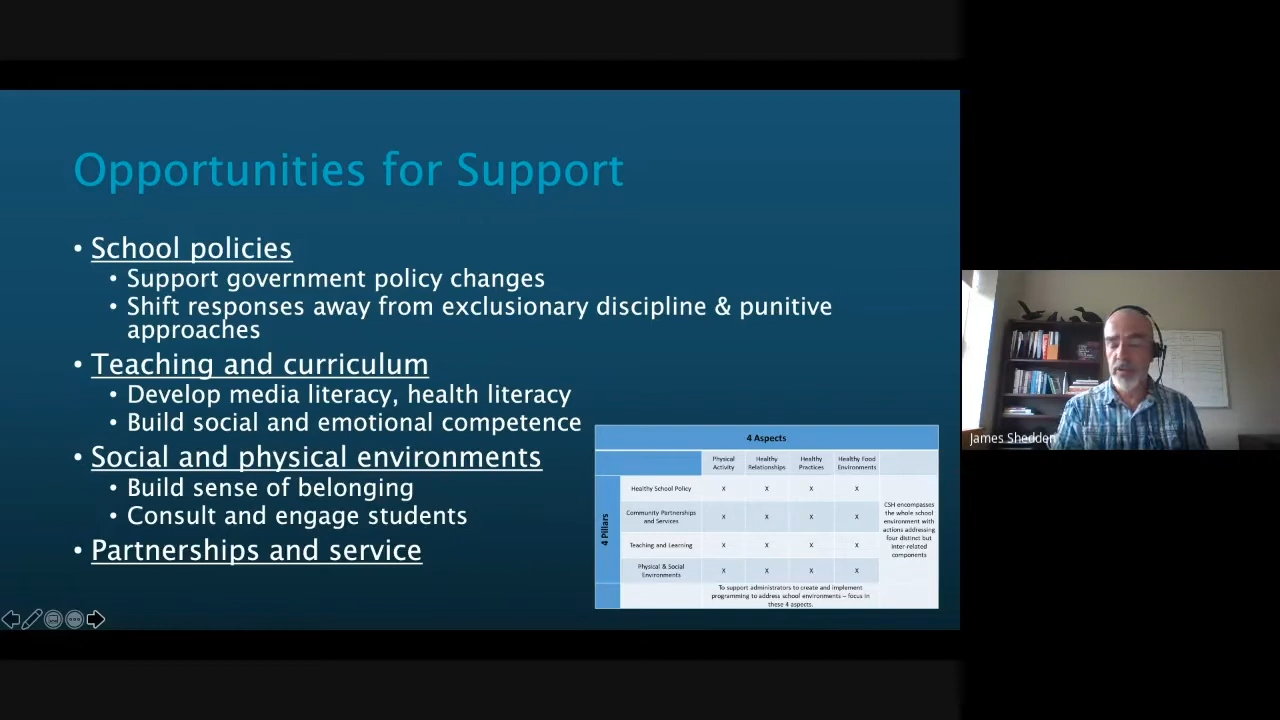 Opportunities for Support
• School policies
• Support government policy changes
• Shift responses away from exclusionary discipline & punitive
approaches
• Teaching and curriculum
• Develop media literacy, health literacy
• Build social and emotional competence
• Social and physical environments
• Build sense of belonging
• Consult and engage students
• Partnerships and service
4 Aspects
Physical
Activity
Healthy
Relationships
Healthy
Practices
Healthy Food
Environments
4 Pillars
Healthy School Policy
X X X X
Community Partnerships
and Services
X X X X
Teaching and Learning
X X X X
Physical & Social
Environments
X X X X
CSH encompasses
the whole school
environment with
actions addressing
four distinct but
inter-related
components
To support administrators to create and implement
programming to address school environments – focus in
these 4 aspects.
James Shedden